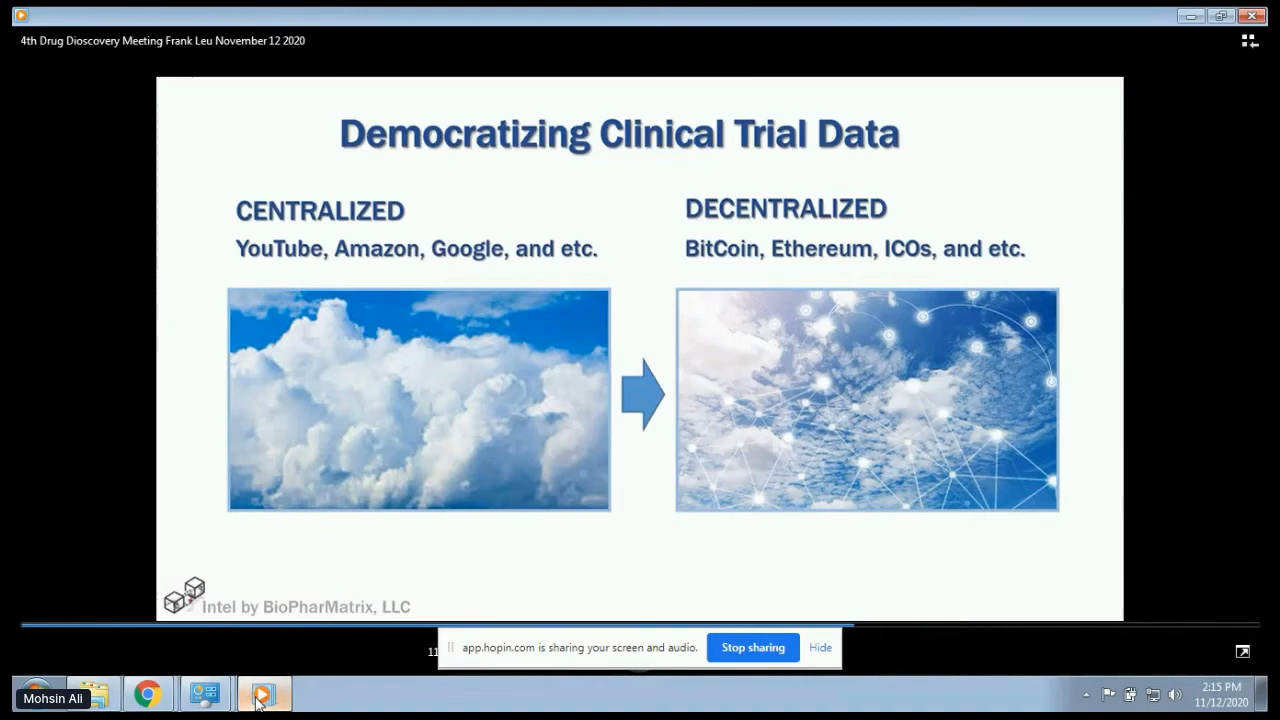 4th Drug Dioscovery Meeting Frank Leu November 12 2020
Democratizing Clinical Trial Data
CENTRALIZED
YouTube, Amazon, Google, and etc.
DECENTRALIZED
BitCoin, Ethereum, ICOs, and etc.
Intel by BioPharMatrix, LLC
app.hopin.com is sharing your screen and audio.
Stop sharing
Hide
Mohsin Ali
2:15 PM
11/12/2020